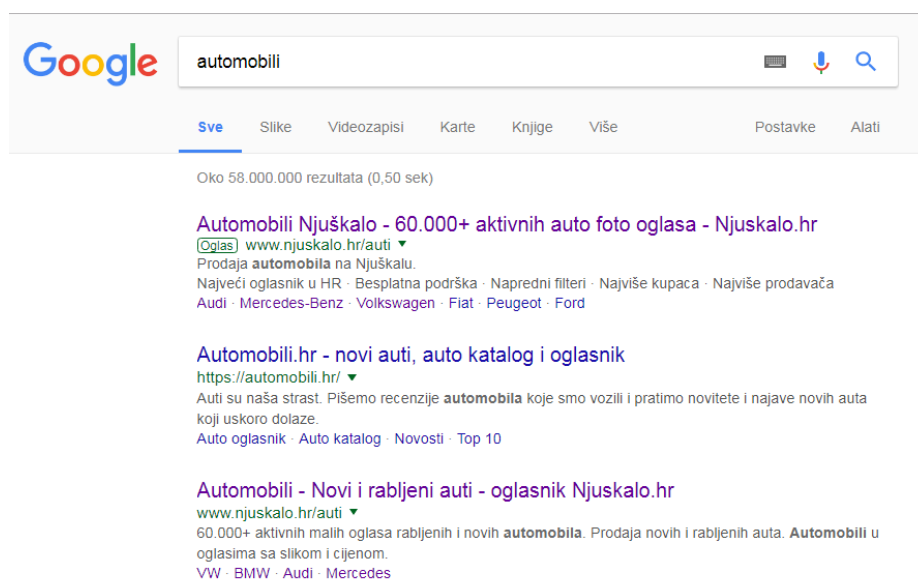 Google automobili
Sve Slike Videozapisi Karte Knjige Više Postavke Alati
Oko 58.000.000 rezultata (0,50 sek)
Automobili Njuškalo - 60.000+ aktivnih auto foto oglasa - Njuskalo.hr
Oglas www.njuskalo.hr/auti ▼
Prodaja automobila na Njuškalu.
Najveći oglasnik u HR · Besplatna podrška · Napredni filteri · Najviše kupaca · Najviše prodavača
Audi · Mercedes-Benz · Volkswagen · Fiat · Peugeot · Ford
Automobili.hr - novi auti, auto katalog i oglasnik
https://automobili.hr/ ▼
Auti su naša strast. Pišemo recenzije automobila koje smo vozili i pratimo novitete i najave novih auta
koji uskoro dolaze.
Auto oglasnik · Auto katalog · Novosti · Top 10
Automobili - Novi i rabljeni auti - oglasnik Njuskalo.hr
www.njuskalo.hr/auti ▼
60.000+ aktivnih malih oglasa rabljenih i novih automobila. Prodaja novih i rabljenih auta. Automobili u
oglasima sa slikom i cijenom.
VW · BMW · Audi · Mercedes